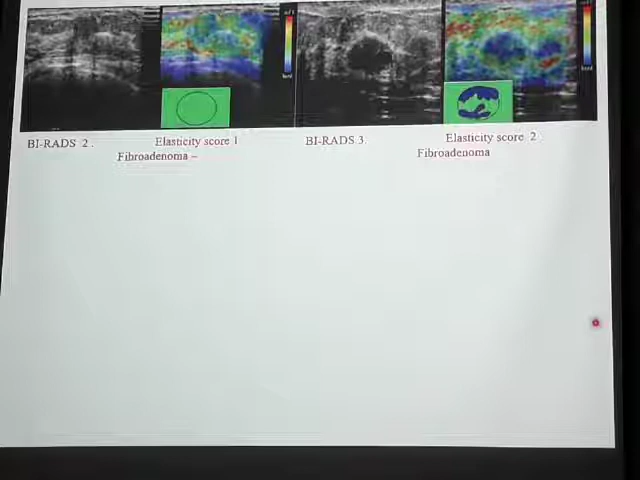 BI-RADS 2. Elasticity score 1
Fibroadenoma –
BI-RADS 3. Elasticity score 2
Fibroadenoma